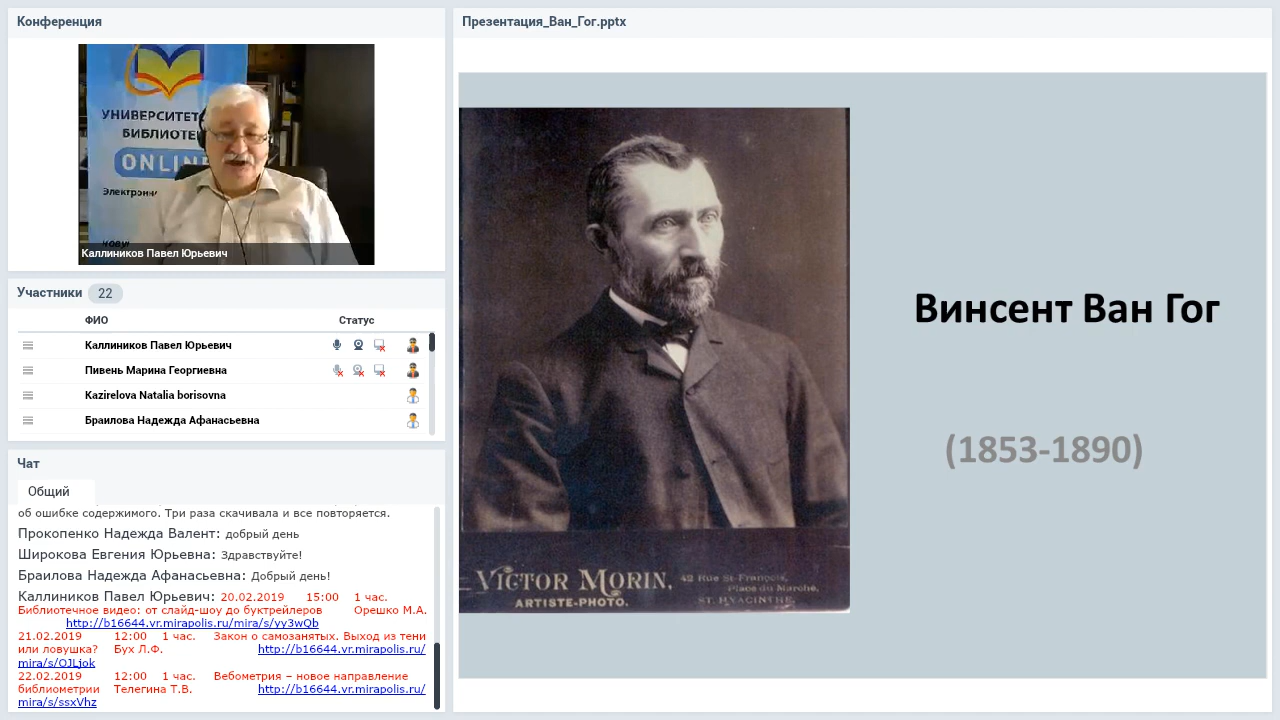 Конференция
УНИВЕРСИТЕТ
БИБЛИОТЕ
ONLIN
Электронн
Каллиников Павел Юрьевич
Участники 22
ФИО Статус
Каллиников Павел Юрьевич
Пивень Марина Георгиевна
Kazirelova Natalia borisovna
Браилова Надежда Афанасьевна
Чат
Общий
об ошибке содержимого. Три раза скачивала и все повторяется.
Прокопенко Надежда Валент: добрый день
Широкова Евгения Юрьевна: Здравствуйте!
Браилова Надежда Афанасьевна: Добрый день!
Каллиников Павел Юрьевич: 20.02.2019 15:00 1 час.
Библиотечное видео: от слайд-шоу до буктрейлеров Орешко М.А.
http://b16644.vr.mirapolis.ru/mira/s/yy3wQb
21.02.2019 12:00 1 час. Закон о самозанятых. Выход из тени
или ловушка? Бух Л.Ф. http://b16644.vr.mirapolis.ru/
mira/s/OJLjok
22.02.2019 12:00 1 час. Вебометрия – новое направление
библиометрии Телегина Т.В. http://b16644.vr.mirapolis.ru/
mira/s/ssxVhz
Презентация_Ван_Гог.pptx
Винсент Ван Гог
(1853-1890)
VICTOR MORIN, 42 Rue St-François,
Place du Marché,
ARTISTE-PHOTO. ST. HYACINTHE.